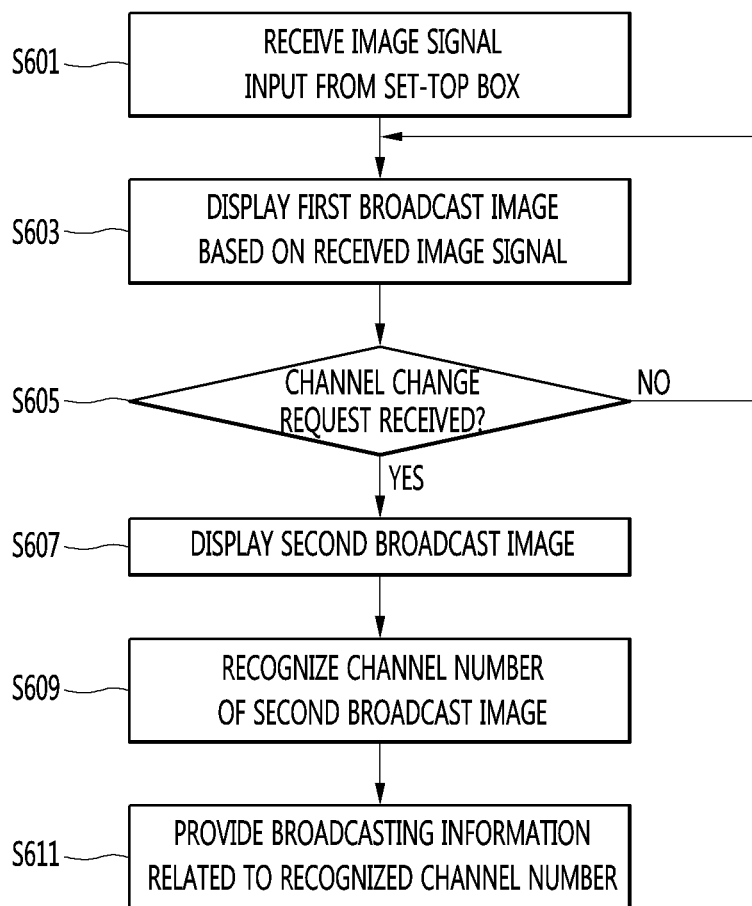 S601
RECEIVE IMAGE SIGNAL
INPUT FROM SET-TOP BOX
S603
DISPLAY FIRST BROADCAST IMAGE
BASED ON RECEIVED IMAGE SIGNAL
S605
CHANNEL CHANGE
REQUEST RECEIVED?
NO
YES
S607
DISPLAY SECOND BROADCAST IMAGE
S609
RECOGNIZE CHANNEL NUMBER
OF SECOND BROADCAST IMAGE
S611
PROVIDE BROADCASTING INFORMATION
RELATED TO RECOGNIZED CHANNEL NUMBER